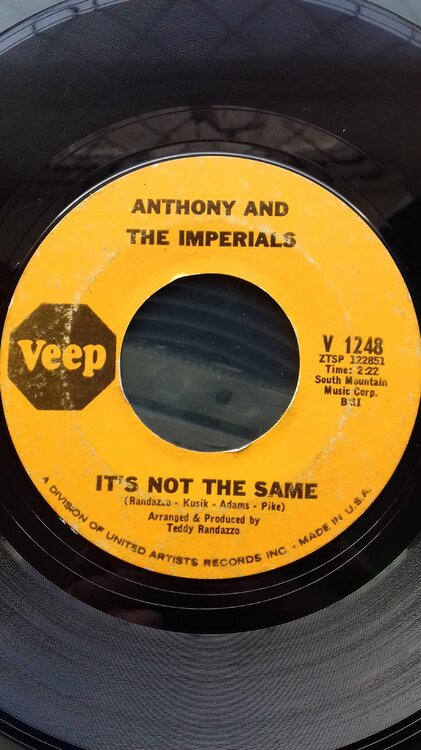 ANTHONY AND
THE IMPERIALS
Veep
V 1248
ZTSP 122851
Time: 2:22
South Mountain
Music Corp.
BMI
IT'S NOT THE SAME
(Randazzo - Kusik - Adams - Pike)
Arranged & Produced by
Teddy Randazzo
A DIVISION OF UNITED ARTISTS RECORDS INC. • MADE IN U.S.A.